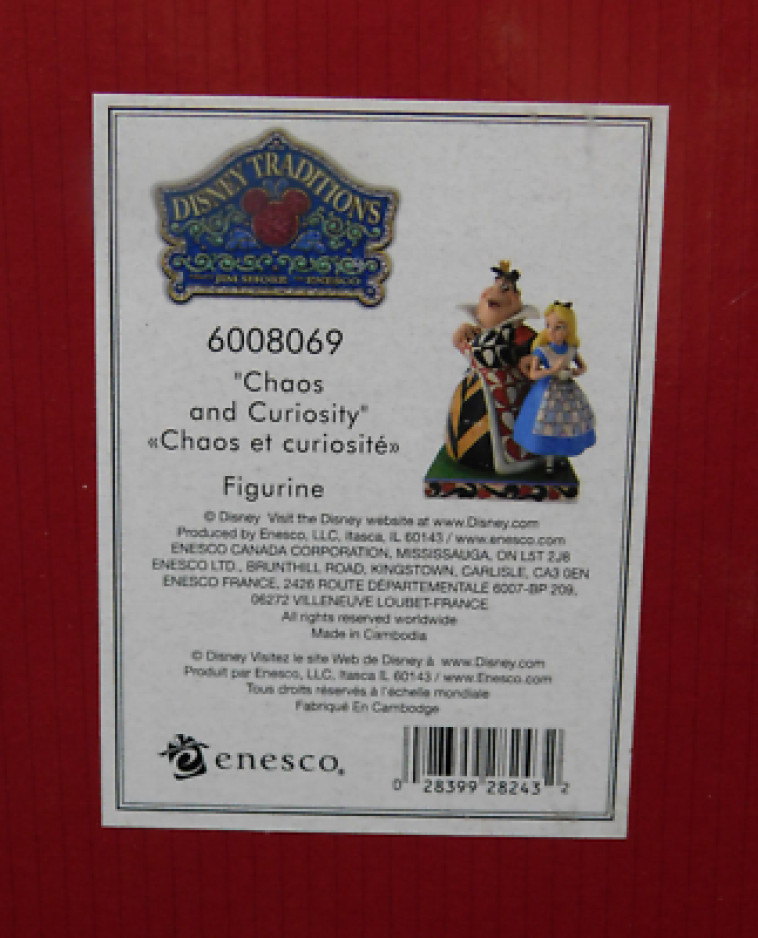 DISNEY TRADITIONS
JIM SHORE ENESCO
6008069
"Chaos
and Curiosity"
«Chaos et curiosité»
Figurine
© Disney Visit the Disney website at www.Disney.com
Produced by Enesco, LLC, Itasca, IL 60143 / www.enesco.com
ENESCO CANADA CORPORATION, MISSISSAUGA, ON L5T 2J6
ENESCO LTD., BRUNTHILL ROAD, KINGSTOWN, CARLISLE, CA3 0EN
ENESCO FRANCE, 2426 ROUTE DÉPARTEMENTALE 6007-BP 209,
06272 VILLENEUVE LOUBET-FRANCE
All rights reserved worldwide
Made in Cambodia
© Disney Visitez le site Web de Disney à www.Disney.com
Produit par Enesco, LLC, Itasca IL 60143 / www.Enesco.com
Tous droits réservés à l'échelle mondiale
Fabriqué En Cambodge
enesco®
0 28399 28243 2